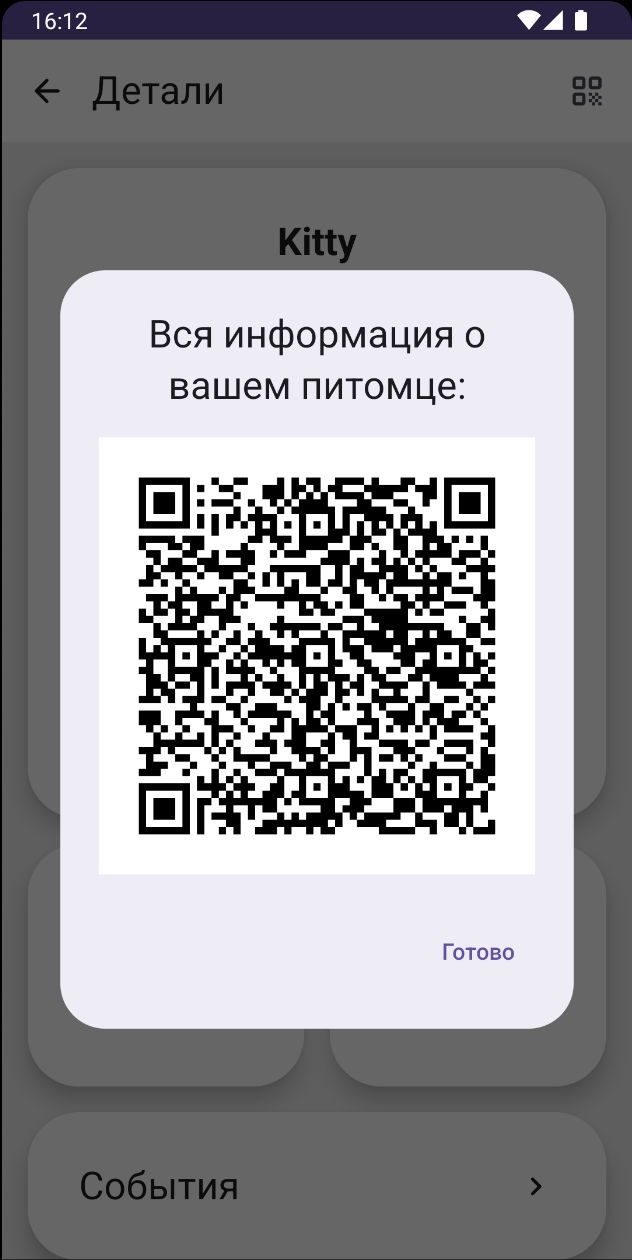 16:12
Детали
Kitty
Вся информация о
вашем питомце:
Готово
События